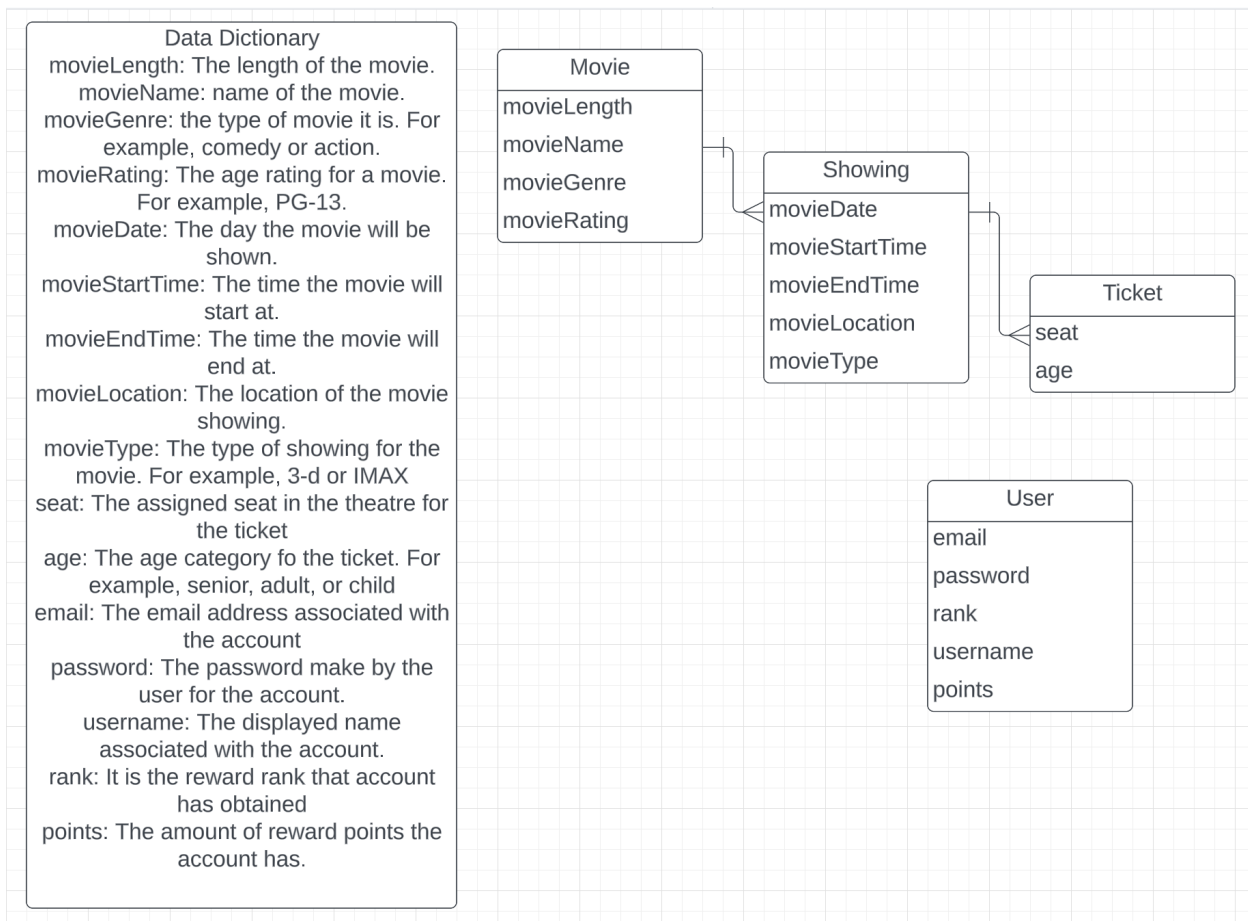 Data Dictionary
movieLength: The length of the movie.
movieName: name of the movie.
movieGenre: the type of movie it is. For
example, comedy or action.
movieRating: The age rating for a movie.
For example, PG-13.
movieDate: The day the movie will be
shown.
movieStartTime: The time the movie will
start at.
movieEndTime: The time the movie will
end at.
movieLocation: The location of the movie
showing.
movieType: The type of showing for the
movie. For example, 3-d or IMAX
seat: The assigned seat in the theatre for
the ticket
age: The age category fo the ticket. For
example, senior, adult, or child
email: The email address associated with
the account
password: The password make by the
user for the account.
username: The displayed name
associated with the account.
rank: It is the reward rank that account
has obtained
points: The amount of reward points the
account has.
Movie
movieLength
movieName
movieGenre
movieRating
Showing
movieDate
movieStartTime
movieEndTime
movieLocation
movieType
Ticket
seat
age
User
email
password
rank
username
points